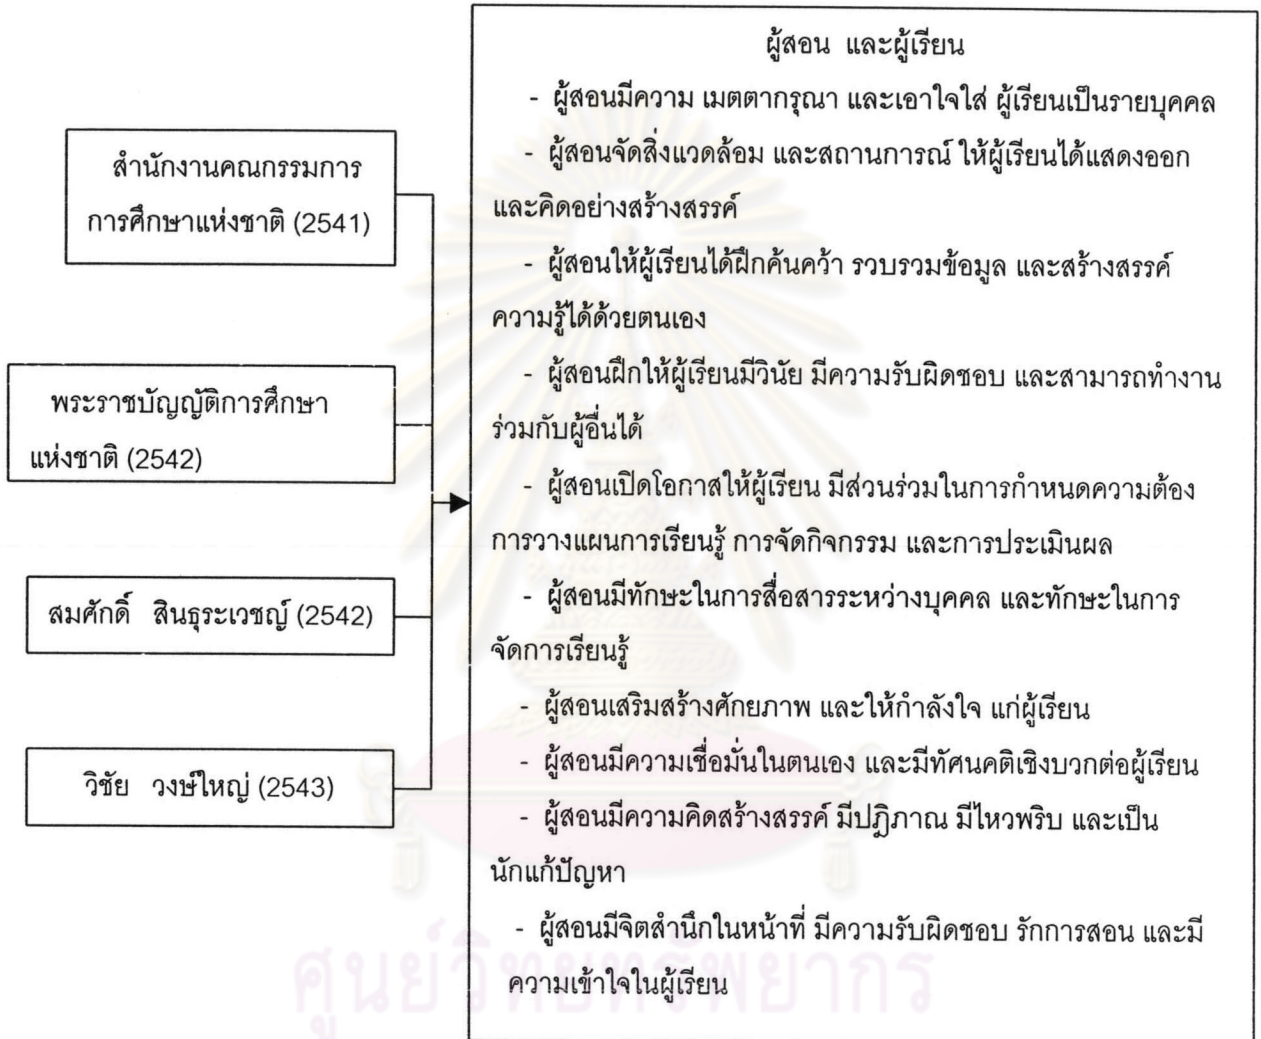 สำนักงานคณกรรมการ
การศึกษาแห่งชาติ (2541)
พระราชบัญญัติการศึกษา
แห่งชาติ (2542)
สมศักดิ์ สินธุระเวชญ์ (2542)
วิชัย วงษ์ใหญ่ (2543)
ผู้สอน และผู้เรียน
- ผู้สอนมีความ เมตตากรุณา และเอาใจใส่ ผู้เรียนเป็นรายบุคคล
- ผู้สอนจัดสิ่งแวดล้อม และสถานการณ์ ให้ผู้เรียนได้แสดงออก
และคิดอย่างสร้างสรรค์
- ผู้สอนให้ผู้เรียนได้ฝึกค้นคว้า รวบรวมข้อมูล และสร้างสรรค์
ความรู้ได้ด้วยตนเอง
- ผู้สอนฝึกให้ผู้เรียนมีวินัย มีความรับผิดชอบ และสามารถทำงาน
ร่วมกับผู้อื่นได้
- ผู้สอนเปิดโอกาสให้ผู้เรียน มีส่วนร่วมในการกำหนดความต้อง
การวางแผนการเรียนรู้ การจัดกิจกรรม และการประเมินผล
- ผู้สอนมีทักษะในการสื่อสารระหว่างบุคคล และทักษะในการ
จัดการเรียนรู้
- ผู้สอนเสริมสร้างศักยภาพ และให้กำลังใจ แก่ผู้เรียน
- ผู้สอนมีความเชื่อมั่นในตนเอง และมีทัศนคติเชิงบวกต่อผู้เรียน
- ผู้สอนมีความคิดสร้างสรรค์ มีปฎิภาณ มีไหวพริบ และเป็น
นักแก้ปัญหา
- ผู้สอนมีจิตสำนึกในหน้าที่ มีความรับผิดชอบ รักการสอน และมี
ความเข้าใจในผู้เรียน
ศูนย์วิทยทรัพยากร